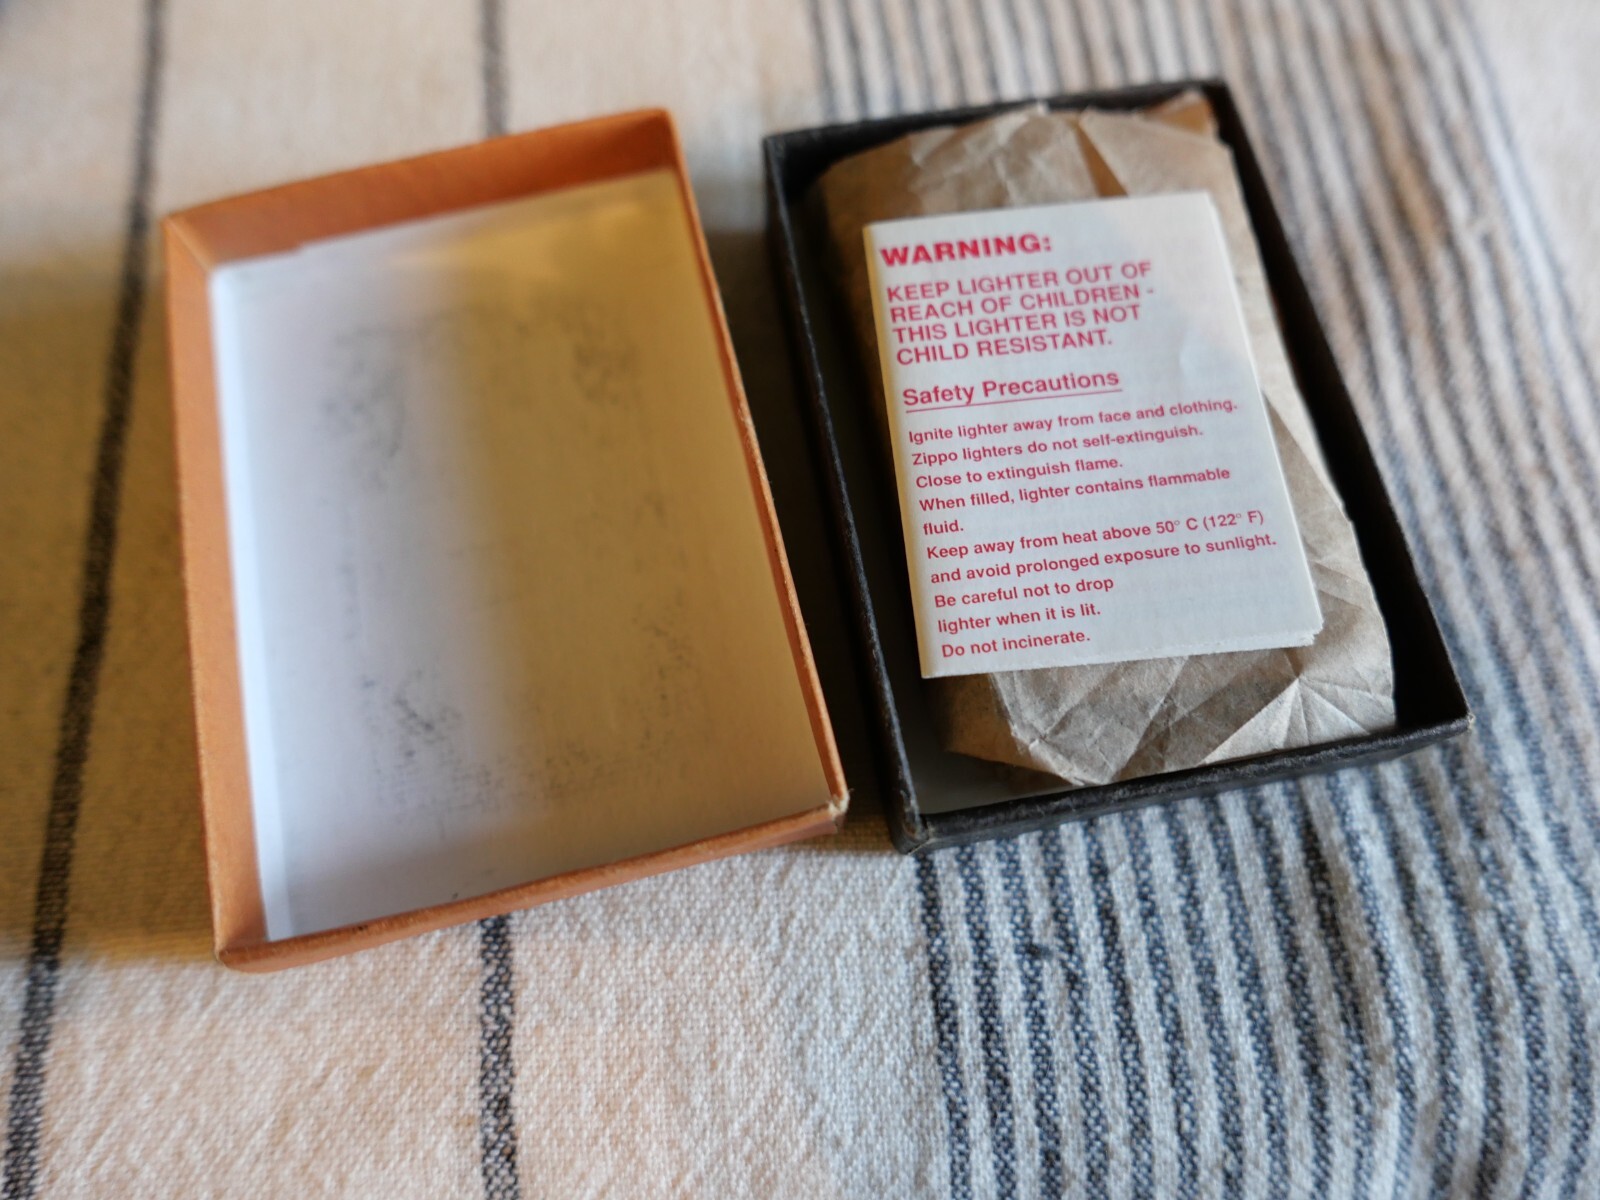 WARNING:
KEEP LIGHTER OUT OF
REACH OF CHILDREN -
THIS LIGHTER IS NOT
CHILD RESISTANT.
Safety Precautions
Ignite lighter away from face and clothing.
Zippo lighters do not self-extinguish.
Close to extinguish flame.
When filled, lighter contains flammable
fluid.
Keep away from heat above 50° C (122° F)
and avoid prolonged exposure to sunlight.
Be careful not to drop
lighter when it is lit.
Do not incinerate.